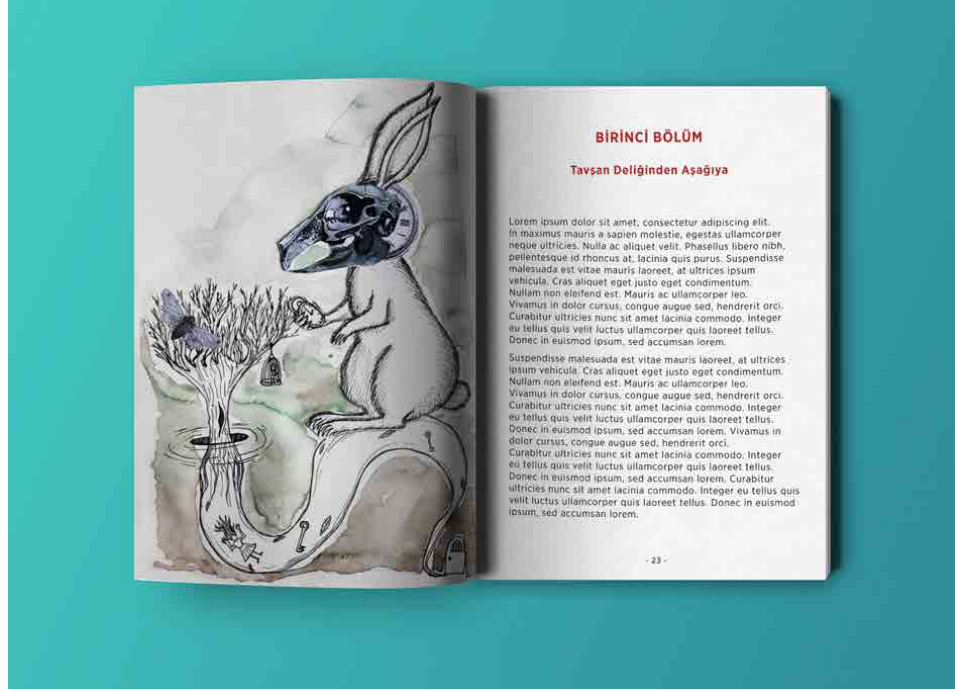 BİRİNCİ BÖLÜM
Tavşan Deliğinden Aşağıya
Lorem ipsum dolor sit amet, consectetur adipiscing elit.
In maximus mauris a sapien molestie, egestas ullamcorper
neque ultricies. Nulla ac aliquet velit. Phasellus libero nibh,
pellentesque id rhoncus at, lacinia quis purus. Suspendisse
malesuada est vitae mauris laoreet, at ultrices ipsum
vehicula. Cras aliquet eget justo eget condimentum.
Nullam non eleifend est. Mauris ac ullamcorper leo.
Vivamus in dolor cursus, congue augue sed, hendrerit orci.
Curabitur ultricies nunc sit amet lacinia commodo. Integer
eu tellus quis velit luctus ullamcorper quis laoreet tellus.
Donec in euismod ipsum, sed accumsan lorem.
Suspendisse malesuada est vitae mauris laoreet, at ultrices
ipsum vehicula. Cras aliquet eget justo eget condimentum.
Nullam non eleifend est. Mauris ac ullamcorper leo.
Vivamus in dolor cursus, congue augue sed, hendrerit orci.
Curabitur ultricies nunc sit amet lacinia commodo. Integer
eu tellus quis velit luctus ullamcorper quis laoreet tellus.
Donec in euismod ipsum, sed accumsan lorem. Vivamus in
dolor cursus, congue augue sed, hendrerit orci.
Curabitur ultricies nunc sit amet lacinia commodo. Integer
eu tellus quis velit luctus ullamcorper quis laoreet tellus.
Donec in euismod ipsum, sed accumsan lorem. Curabitur
ultricies nunc sit amet lacinia commodo. Integer eu tellus quis
velit luctus ullamcorper quis laoreet tellus. Donec in euismod
ipsum, sed accumsan lorem.
- 23 -